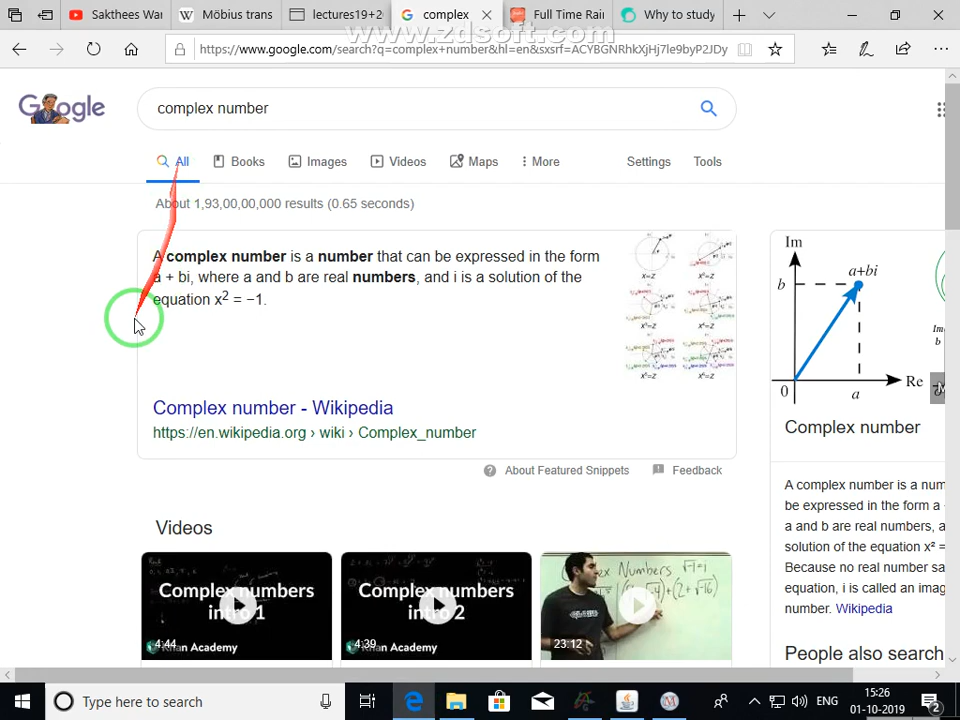 Sakthees War
Möbius trans
lectures19+2
complex
Full Time Rai
Why to study
www.zdsoft.com
https://www.google.com/search?q=complex+number&hl=en&sxsrf=ACYBGNRhkXjHj7le9byP2JDy
Google
complex number
All
Books
Images
Videos
Maps
More
Settings
Tools
About 1,93,00,00,000 results (0.65 seconds)
A complex number is a number that can be expressed in the form
a + bi, where a and b are real numbers, and i is a solution of the
equation x2 = −1.
Complex number - Wikipedia
https://en.wikipedia.org › wiki › Complex_number
About Featured Snippets
Feedback
Im
b
a+bi
0
a
Re
Im
b
Complex number
A complex number is a num
be expressed in the form a
a and b are real numbers, a
solution of the equation x² =
Because no real number sa
equation, i is called an imag
number. Wikipedia
People also search
Videos
Complex numbers
intro 1
4:44
Khan Academy
Complex numbers
intro 2
4:39
Khan Academy
Complex Numbers
23:12
Type here to search
ENG
15:26
01-10-2019
2